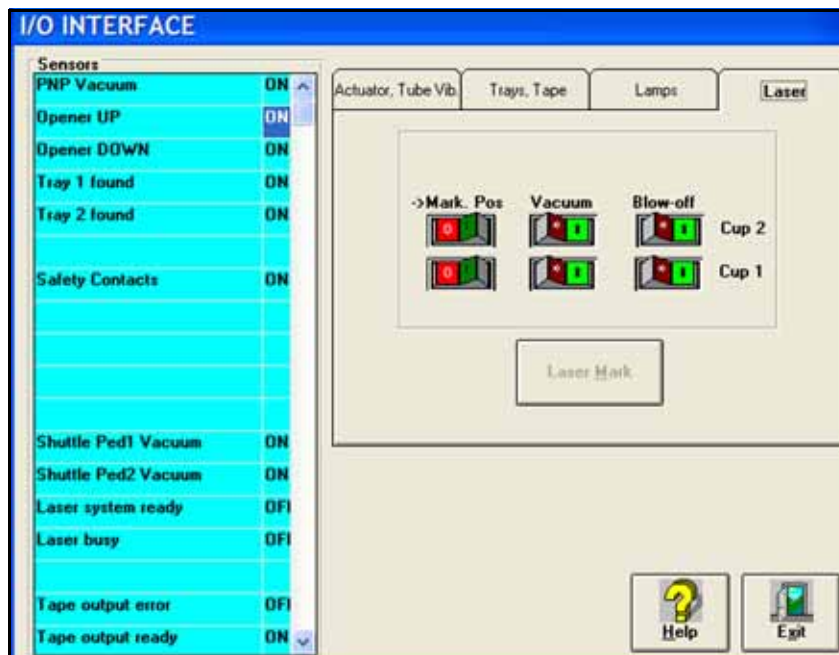 I/O INTERFACE
Sensors
PNP Vacuum ON
Opener UP ON
Opener DOWN ON
Tray 1 found ON
Tray 2 found ON
Safety Contacts ON
Shuttle Ped1 Vacuum ON
Shuttle Ped2 Vacuum ON
Laser system ready OFF
Laser busy OFF
Tape output error OFF
Tape output ready ON
Actuator, Tube Vib. Trays, Tape Lamps Laser
->Mark. Pos Vacuum Blow-off
Cup 2
Cup 1
Laser Mark
Help Exit